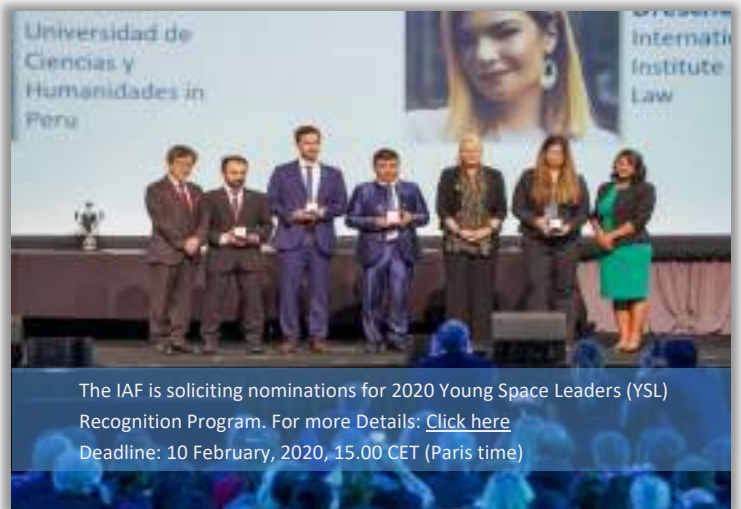 Universidad de
Ciencias y
Humanidades in
Peru
Institute
Law
The IAF is soliciting nominations for 2020 Young Space Leaders (YSL)
Recognition Program. For more Details: Click here
Deadline: 10 February, 2020, 15.00 CET (Paris time)